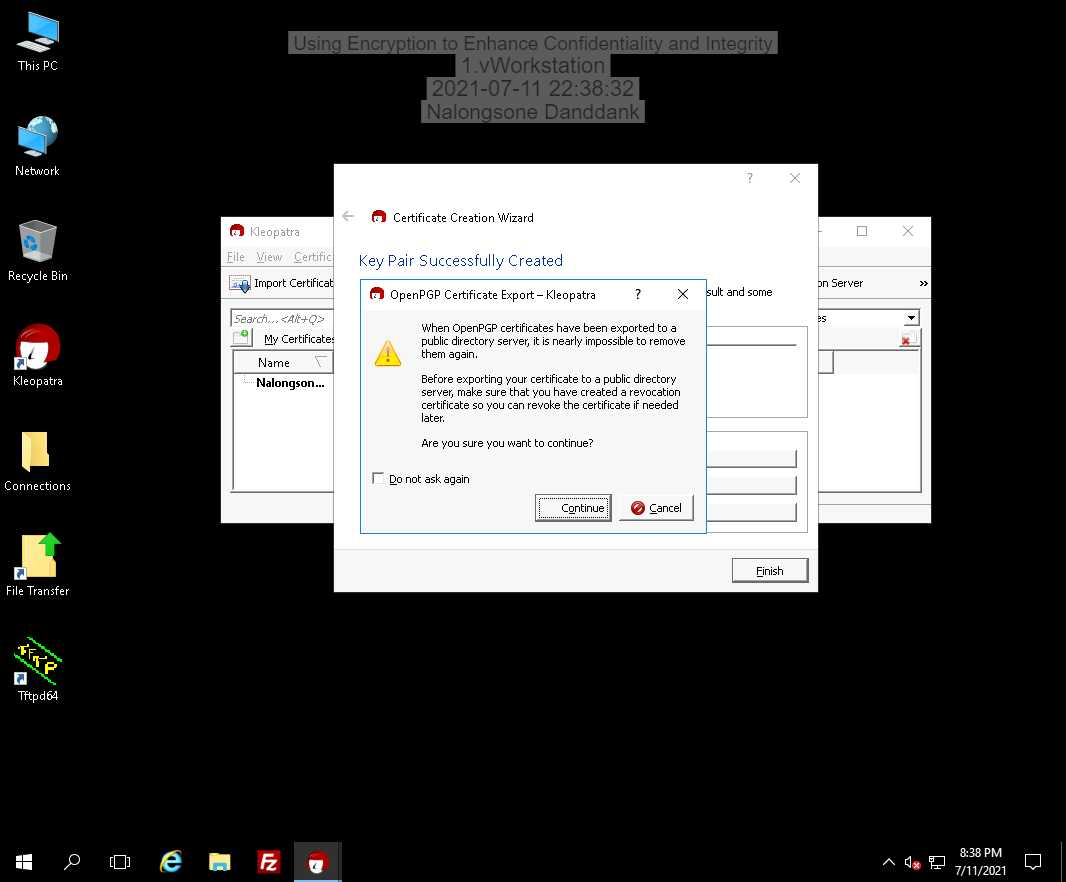 Using Encryption to Enhance Confidentiality and Integrity
1.vWorkstation
2021-07-11 22:38:32
Nalongsone Danddank
This PC
Network
Recycle Bin
Kleopatra
Connections
File Transfer
Tftpd64
Kleopatra
File View Certific
Import Certificat
on Server
»
Search...<Alt+Q>
es
My Certificates
Name
Nalongson...
?
Certificate Creation Wizard
Key Pair Successfully Created
sult and some
Finish
OpenPGP Certificate Export – Kleopatra
?
When OpenPGP certificates have been exported to a
public directory server, it is nearly impossible to remove
them again.
Before exporting your certificate to a public directory
server, make sure that you have created a revocation
certificate so you can revoke the certificate if needed
later.
Are you sure you want to continue?
Do not ask again
Continue
Cancel
8:38 PM
7/11/2021